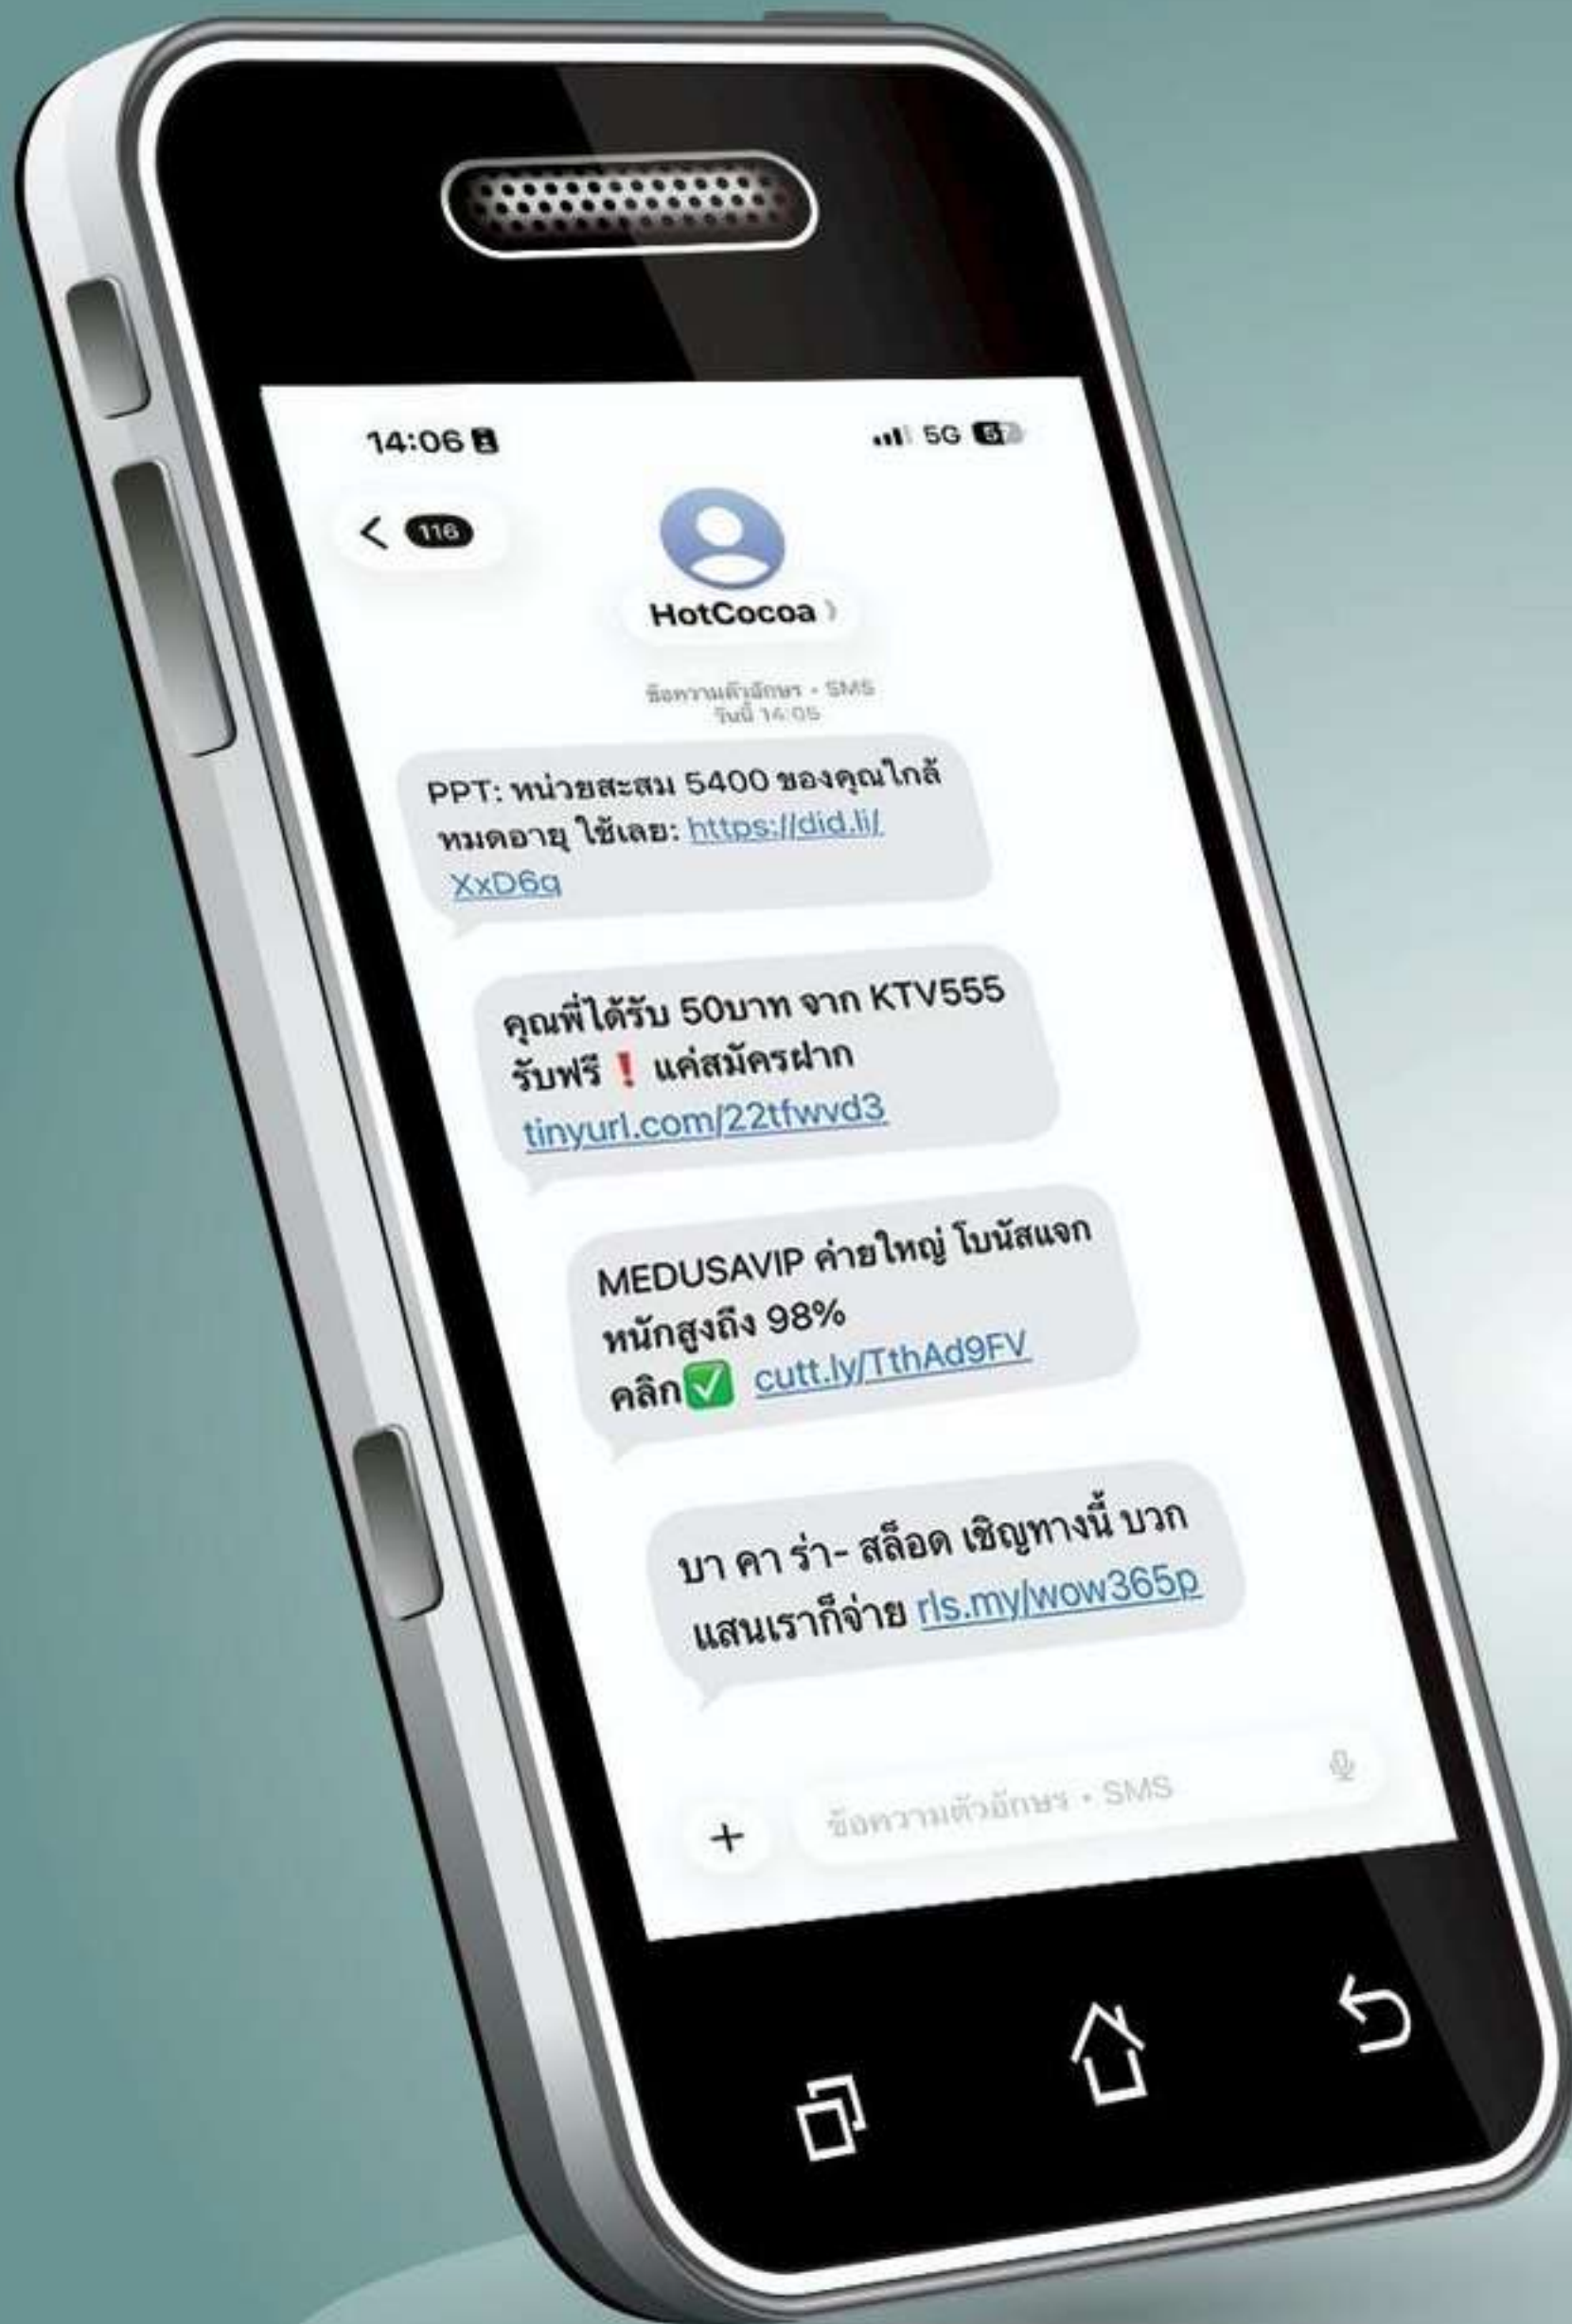 14:06
5G 57
116
HotCocoa
ข้อความตัวอักษร • SMS
วันนี้ 14:05
PPT: หน่วยสะสม 5400 ของคุณใกล้
หมดอายุ ใช้เลย: https://did.li/
XxD6q
คุณพี่ได้รับ 50บาท จาก KTV555
รับฟรี❗ แค่สมัครฝาก
tinyurl.com/22tfwvd3
MEDUSAVIP ค่ายใหญ่ โบนัสแจก
หนักสูงถึง 98%
คลิก✅ cutt.ly/TthAd9FV
บา คา ร่า- สล็อด เชิญทางนี้ บวก
แสนเราก็จ่าย rls.my/wow365p
ข้อความตัวอักษร • SMS